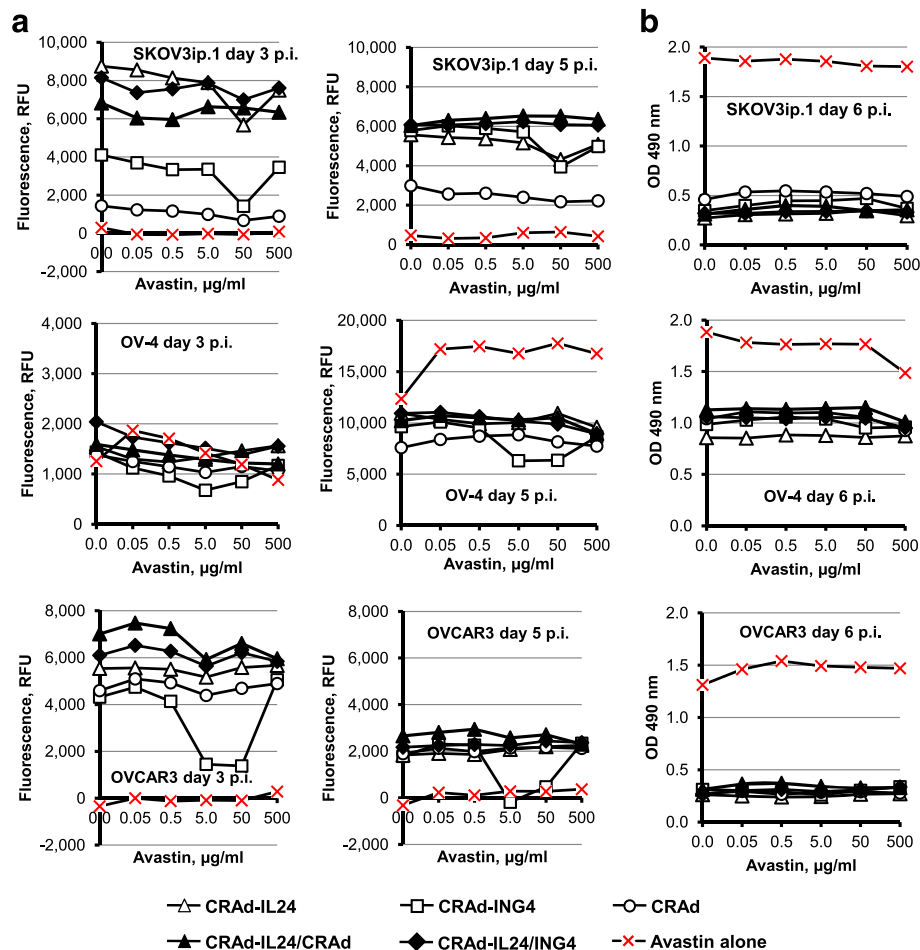 a
b
Fluorescence, RFU
10,000
8,000
6,000
4,000
2,000
0
-2,000
SKOV3ip.1 day 3 p.i.
0.0 0.05 0.5 5.0 50 500
Avastin, µg/ml
Fluorescence, RFU
10,000
8,000
6,000
4,000
2,000
0
SKOV3ip.1 day 5 p.i.
0.0 0.05 0.5 5.0 50 500
Avastin, µg/ml
OD 490 nm
2.0
1.5
1.0
0.5
0.0
SKOV3ip.1 day 6 p.i.
0.0 0.05 0.5 5.0 50 500
Avastin, µg/ml
Fluorescence, RFU
4,000
3,000
2,000
1,000
0
OV-4 day 3 p.i.
0.0 0.05 0.5 5.0 50 500
Avastin, µg/ml
Fluorescence, RFU
20,000
15,000
10,000
5,000
0
OV-4 day 5 p.i.
0.0 0.05 0.5 5.0 50 500
Avastin, µg/ml
OD 490 nm
2.0
1.5
1.0
0.5
0.0
OV-4 day 6 p.i.
0.0 0.05 0.5 5.0 50 500
Avastin, µg/ml
Fluorescence, RFU
8,000
6,000
4,000
2,000
0
-2,000
OVCAR3 day 3 p.i.
0.0 0.05 0.5 5.0 50 500
Avastin, µg/ml
Fluorescence, RFU
8,000
6,000
4,000
2,000
0
-2,000
OVCAR3 day 5 p.i.
0.0 0.05 0.5 5.0 50 500
Avastin, µg/ml
OD 490 nm
2.0
1.5
1.0
0.5
0.0
OVCAR3 day 6 p.i.
0.0 0.05 0.5 5.0 50 500
Avastin, µg/ml
CRAd-IL24 CRAd-ING4 CRAd
CRAd-IL24/CRAd CRAd-IL24/ING4 Avastin alone